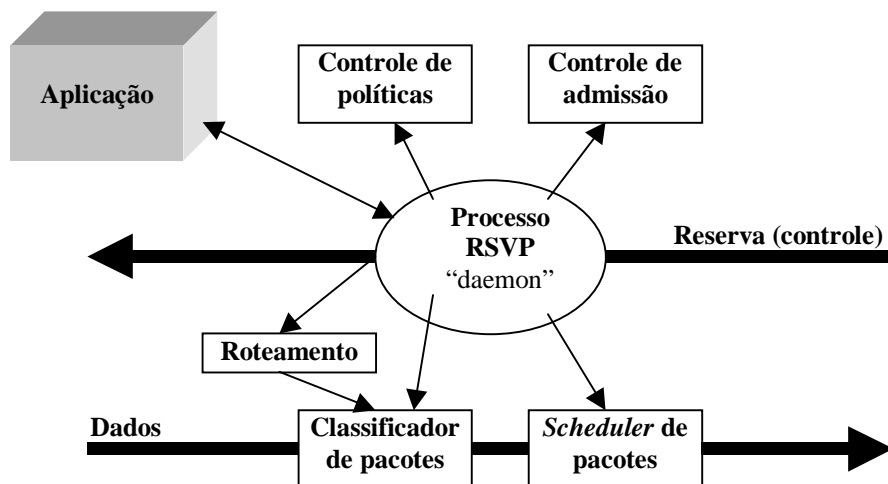 Aplicação
Controle de
políticas
Controle de
admissão
Processo
RSVP
“daemon”
Reserva (controle)
Roteamento
Dados
Classificador
de pacotes
Scheduler de
pacotes